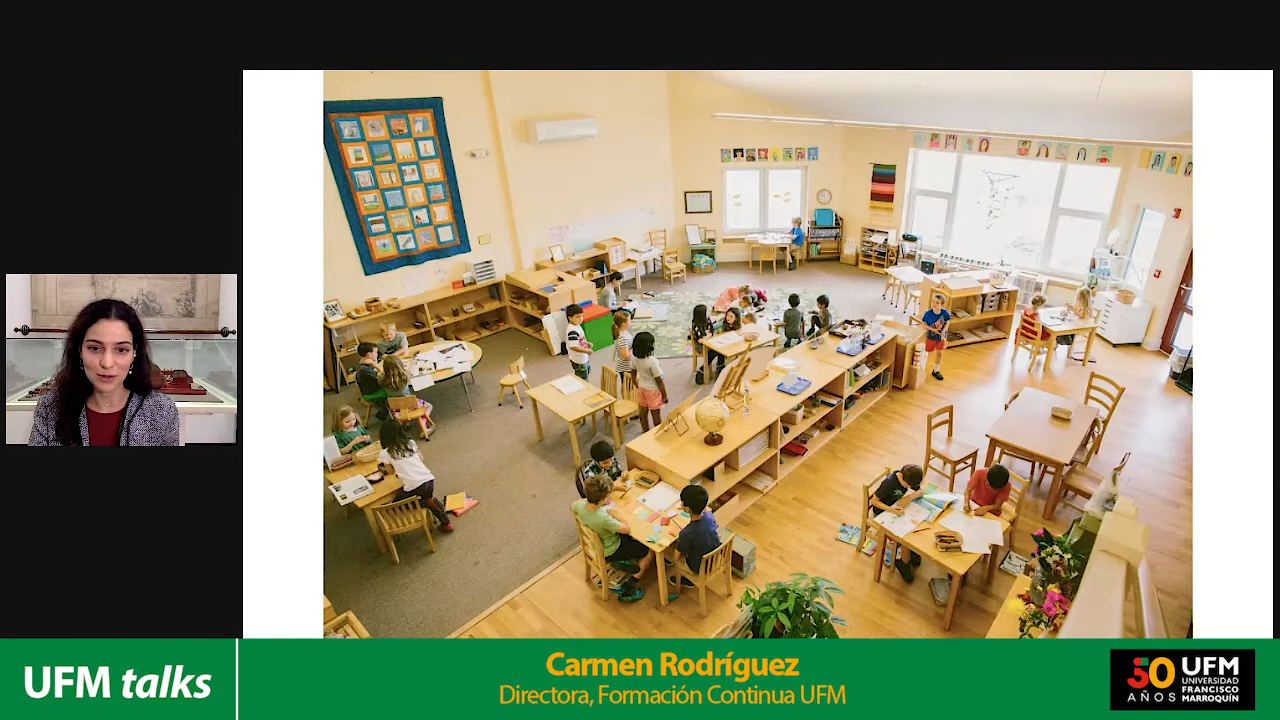 UFM talks
Carmen Rodríguez
Directora, Formación Continua UFM
50
AÑOS
UFM
UNIVERSIDAD
FRANCISCO
MARROQUÍN